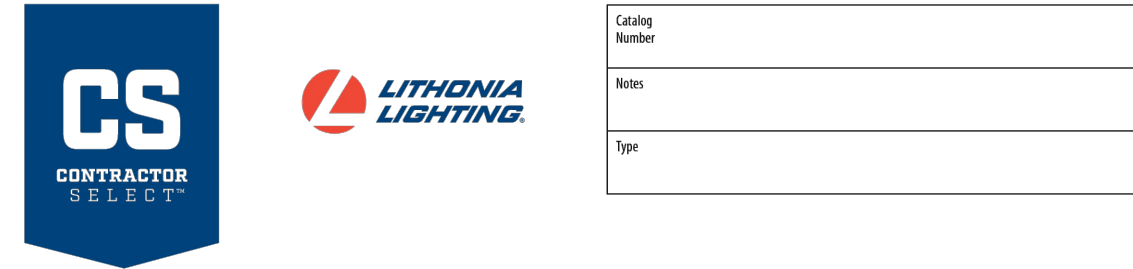 CS
CONTRACTOR
SELECT™
LITHONIA
LIGHTING®
Catalog
Number
Notes
Type